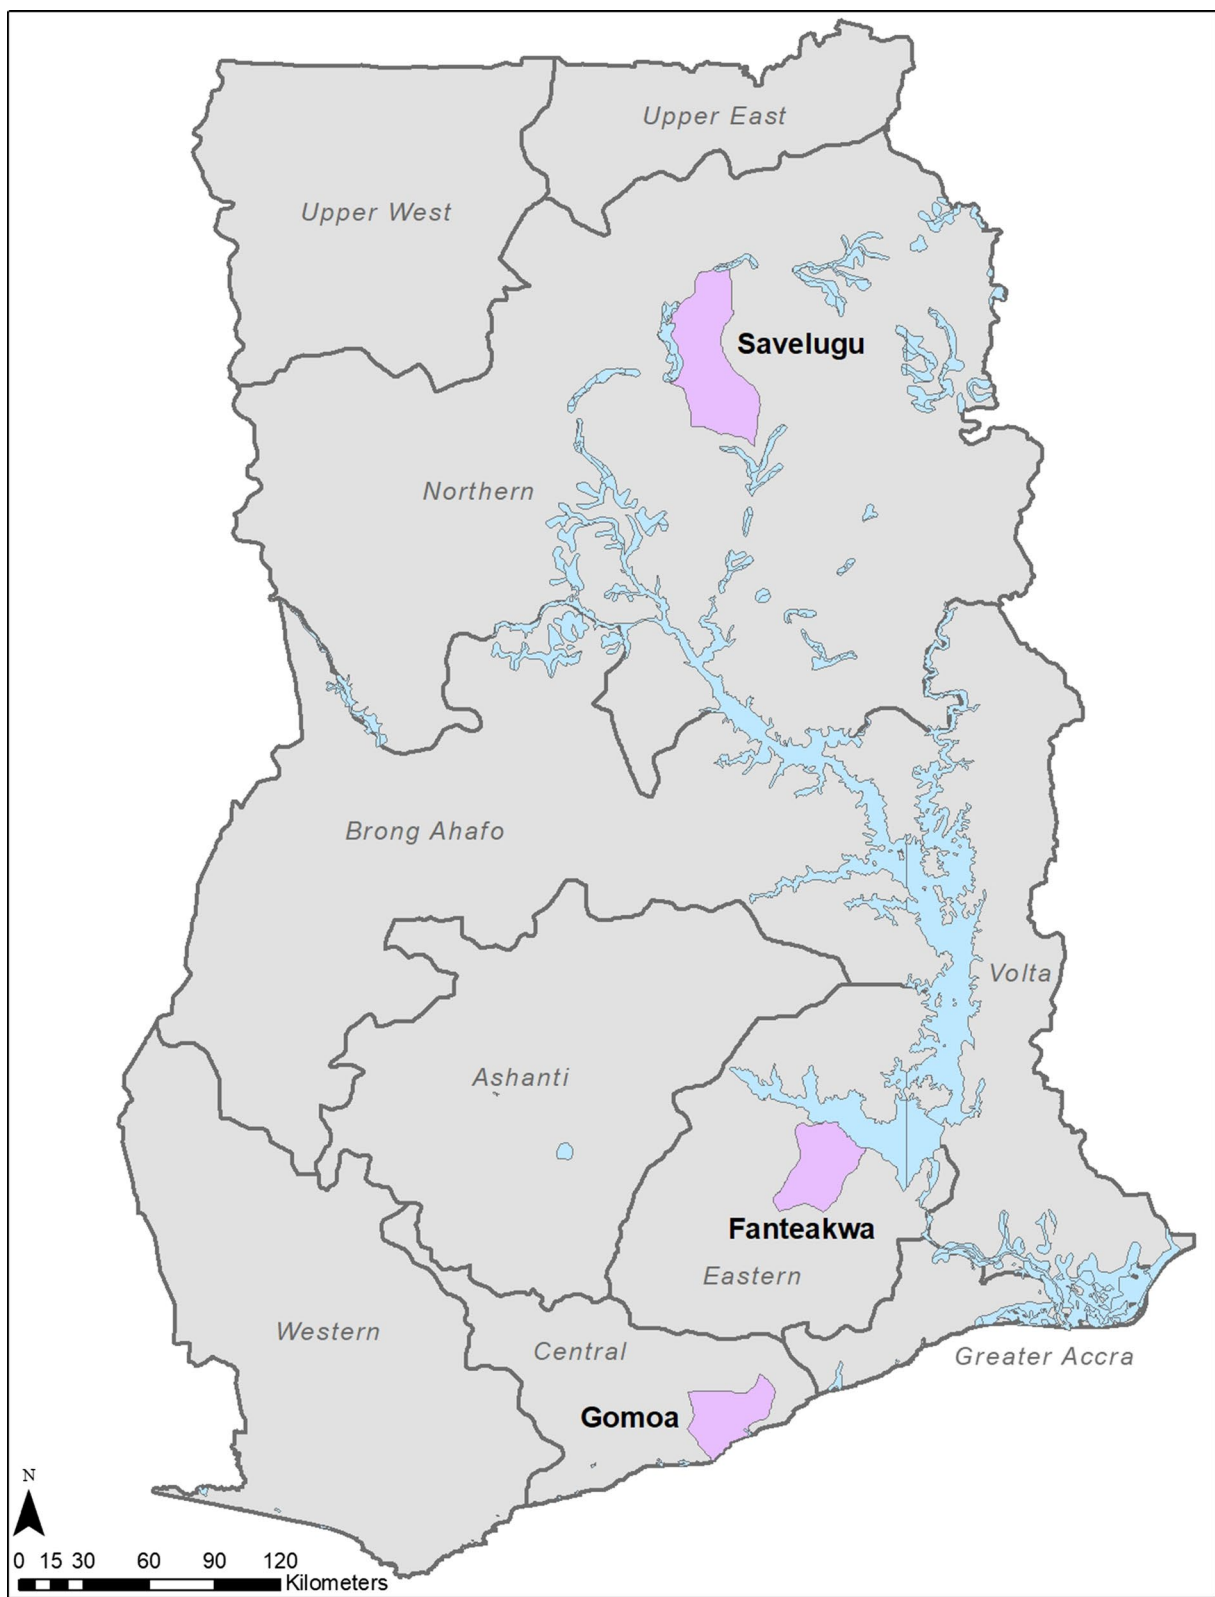 Upper East
Upper West
Savelugu
Northern
Brong Ahafo
Volta
Ashanti
Fanteakwa
Eastern
Western
Central
Greater Accra
Gomoa
N
0 15 30 60 90 120
Kilometers